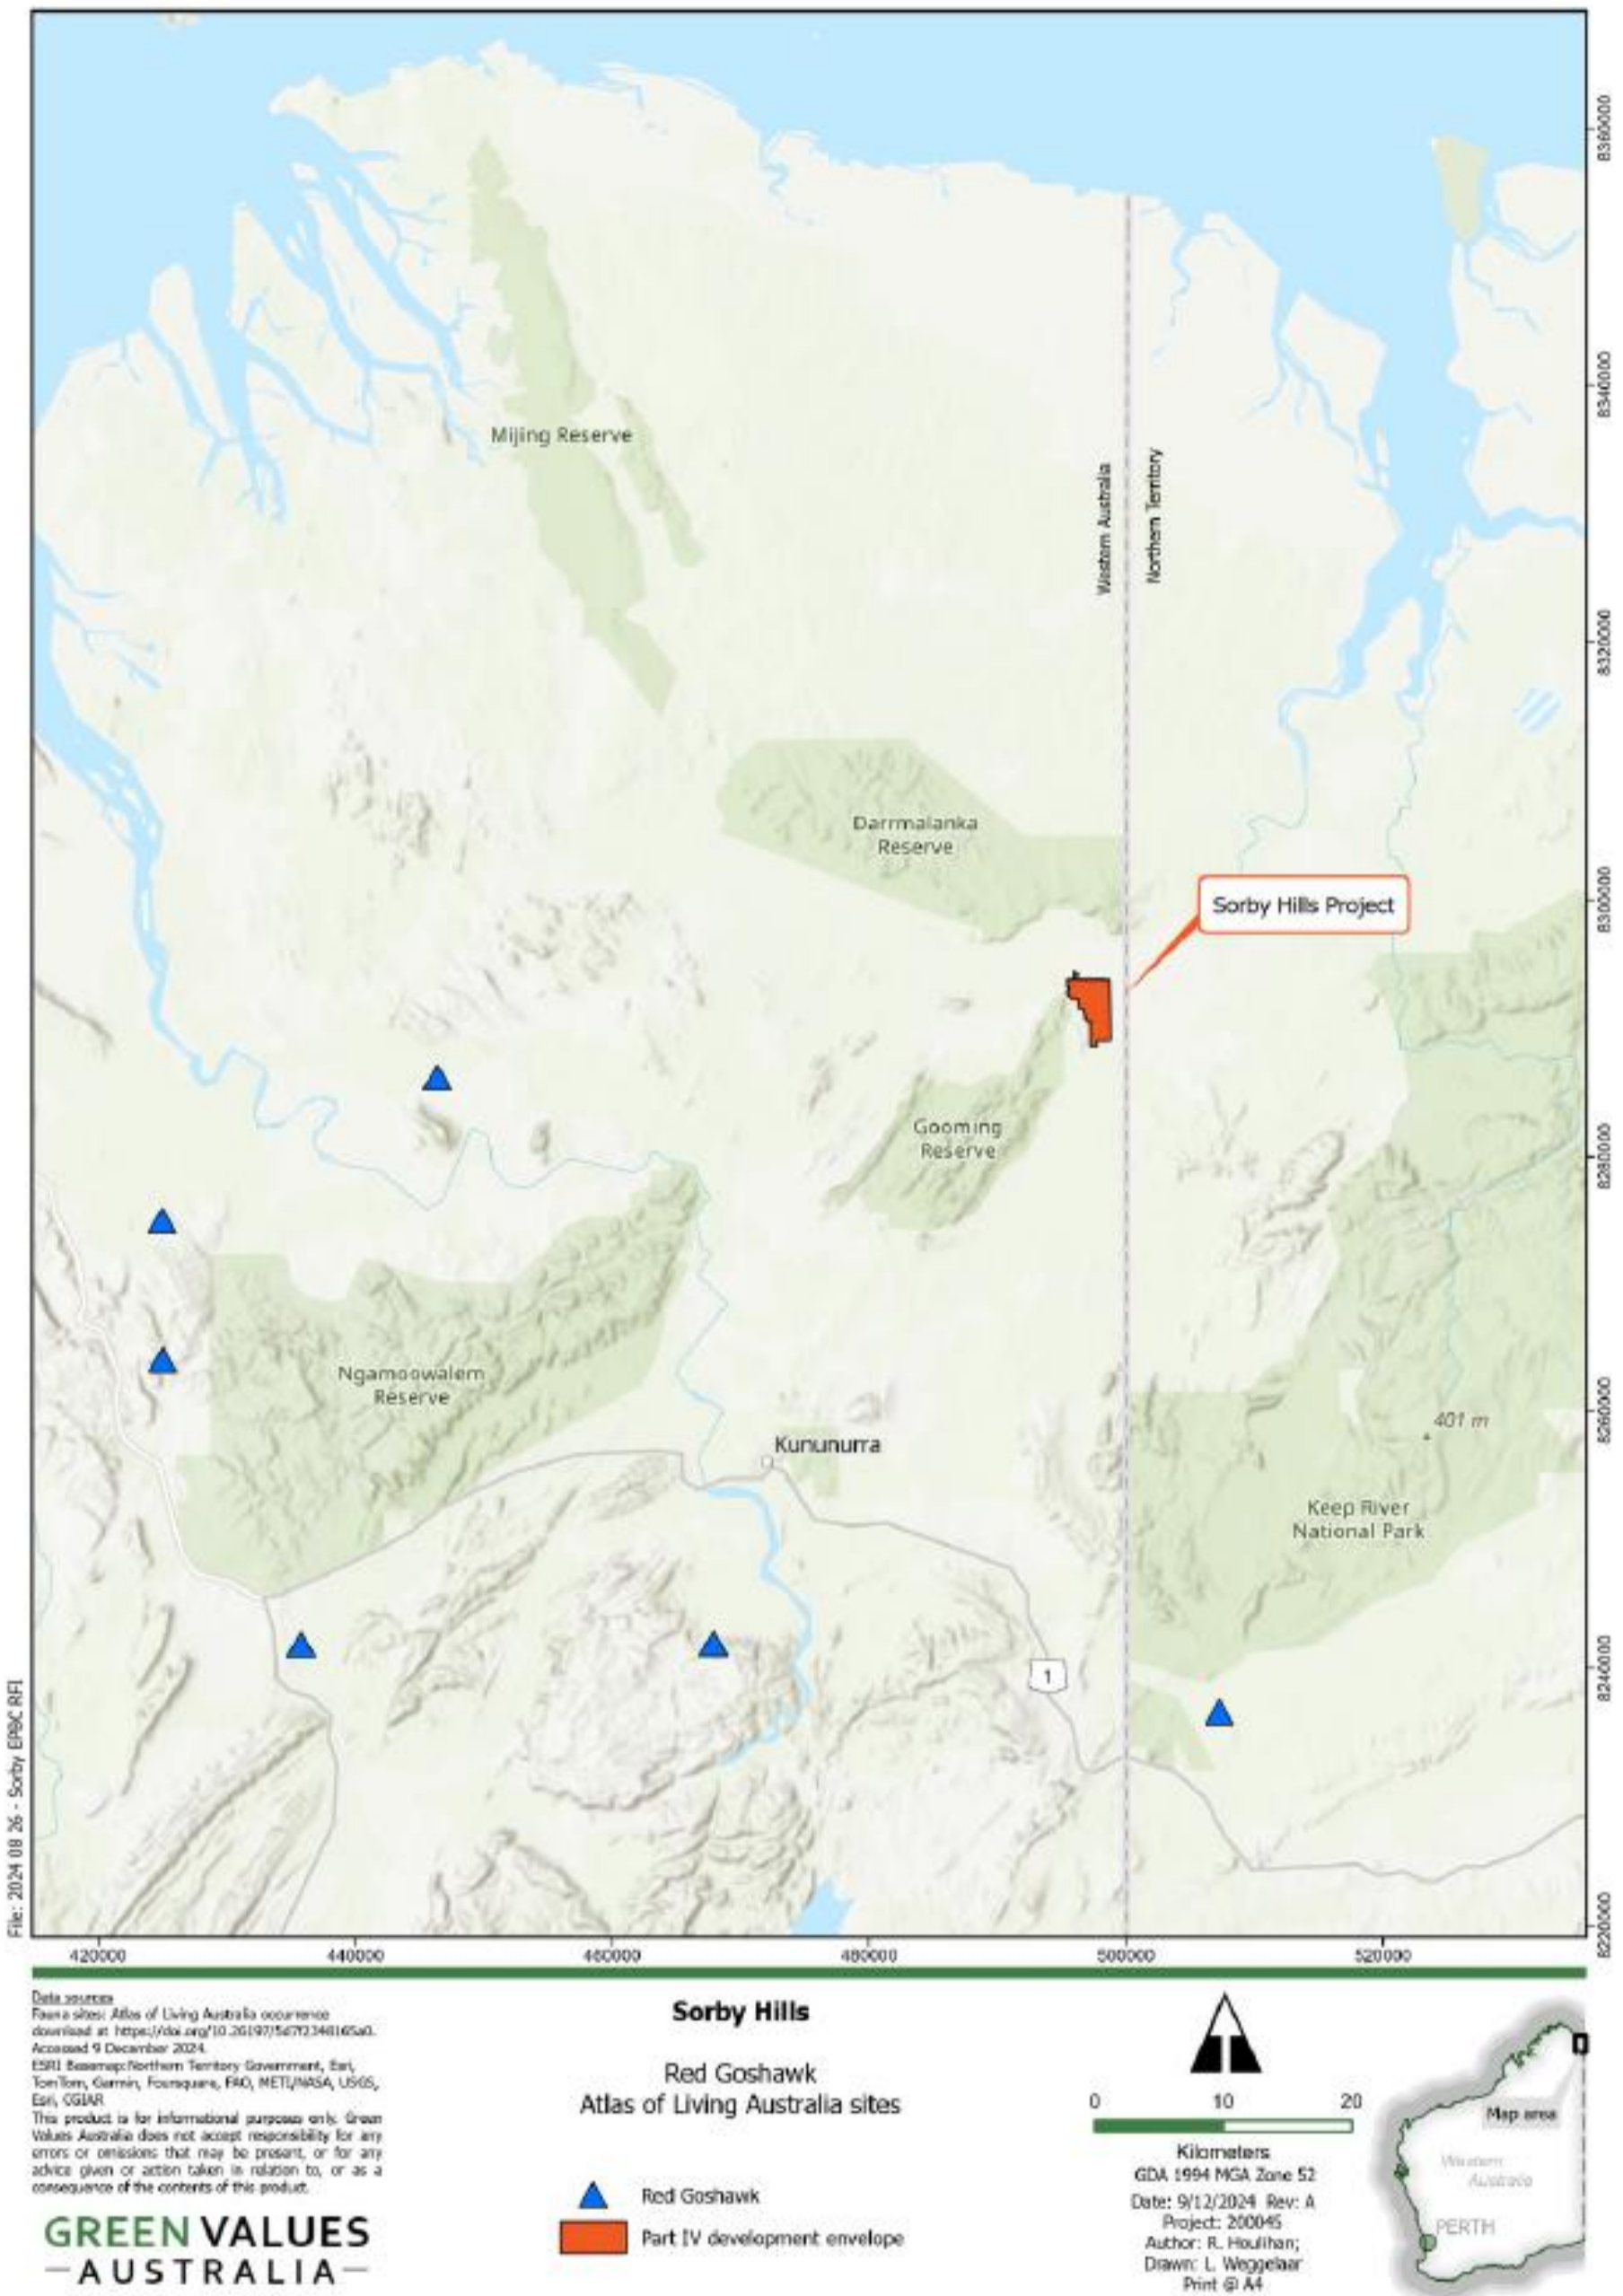 8360000
8340000
Mijing Reserve
Western Australia
Northern Territory
8320000
Darrmalanka
Reserve
8300000
Sorby Hills Project
Gooming
Reserve
8280000
Ngamoowalem
Reserve
8260000
401 m
Kununurra
Keep River
National Park
1
8240000
File: 2024 08 26 - Sorby EPBC RFI
8220000
420000
440000
460000
480000
500000
520000
Data sources
Fauna sites: Atlas of Living Australia occurrence
download at
Accessed 9 December 2024.
ESRI Basemap:Northern Territory Government, Esri,
TomTom, Garmin, Foursquare, FAO, METI/NASA, USGS,
Esri, CGIAR
This product is for informational purposes only. Green
Values Australia does not accept responsibility for any
errors or omissions that may be present, or for any
advice given or action taken in relation to, or as a
consequence of the contents of this product.
GREEN VALUES
AUSTRALIA
Sorby Hills
Red Goshawk
Atlas of Living Australia sites
Red Goshawk
Part IV development envelope
0
10
20
Kilometers
GDA 1994 MGA Zone 52
Date: 9/12/2024 Rev: A
Project: 200045
Author: R. Houlihan;
Drawn: L. Weggelaar
Print @ A4
Map area
Western
Australia
PERTH